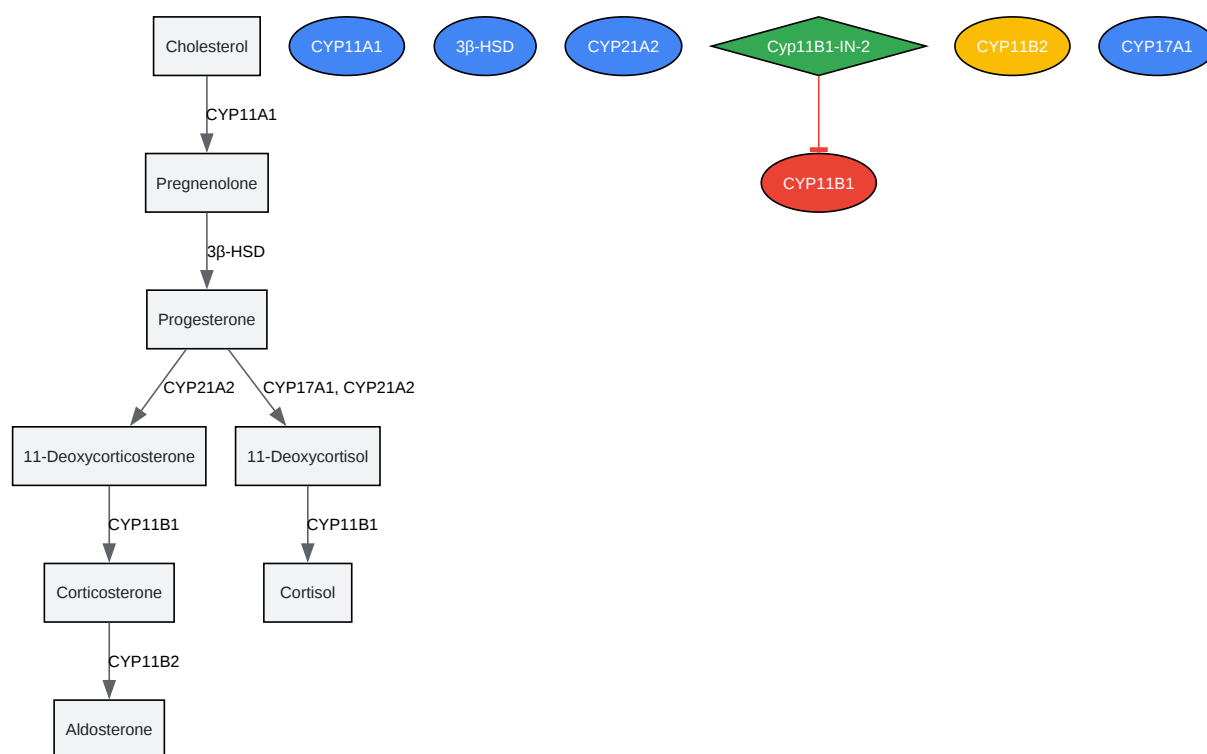 Cholesterol
CYP11A1
3β-HSD
CYP21A2
Cyp11B1-IN-2
CYP11B2
CYP17A1
CYP11A1
Pregnenolone
CYP11B1
3β-HSD
Progesterone
CYP21A2
CYP17A1, CYP21A2
11-Deoxycorticosterone
11-Deoxycortisol
CYP11B1
CYP11B1
Corticosterone
Cortisol
CYP11B2
Aldosterone